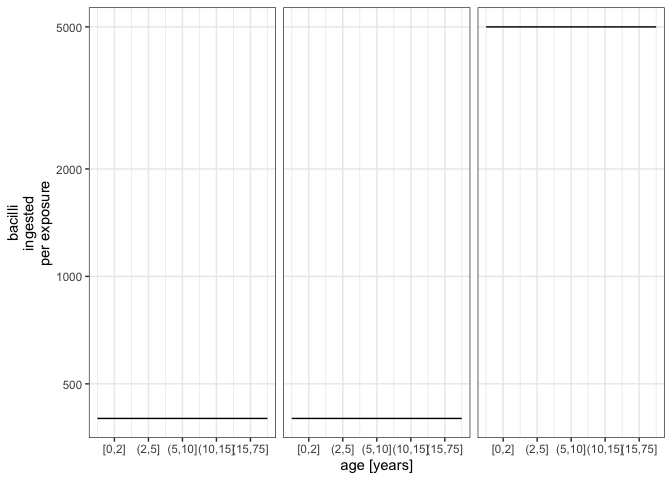 5000
2000
1000
500
bacilli
ingested
per exposure
[0,2] (2,5] (5,10] (10,15] (15,75]
[0,2] (2,5] (5,10] (10,15] (15,75]
[0,2] (2,5] (5,10] (10,15] (15,75]
age [years]